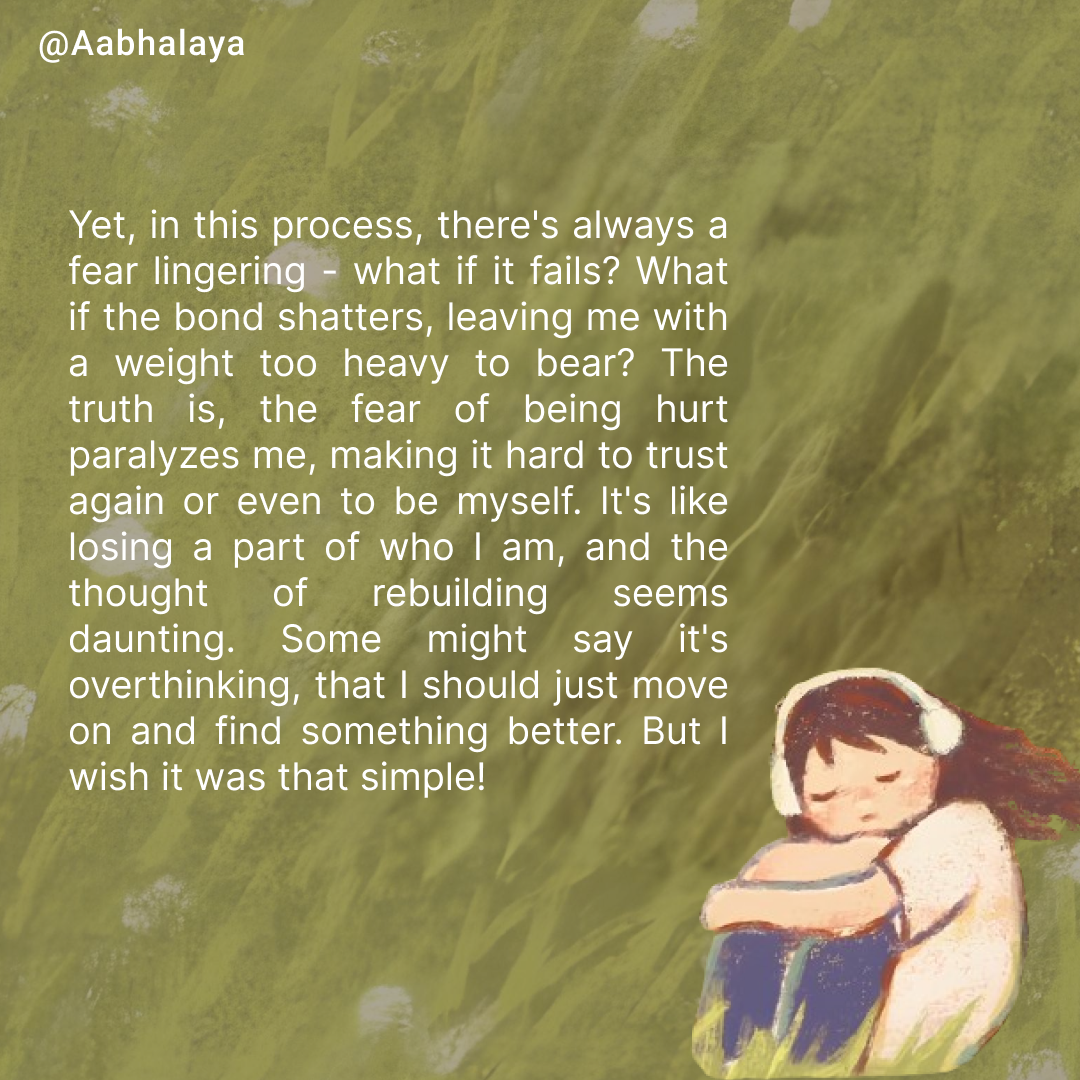 @Aabhalaya
Yet, in this process, there's always a
fear lingering - what if it fails? What
if the bond shatters, leaving me with
a weight too heavy to bear? The
truth is, the fear of being hurt
paralyzes me, making it hard to trust
again or even to be myself. It's like
losing a part of who I am, and the
thought of rebuilding seems
daunting. Some might say it's
overthinking, that I should just move
on and find something better. But I
wish it was that simple!